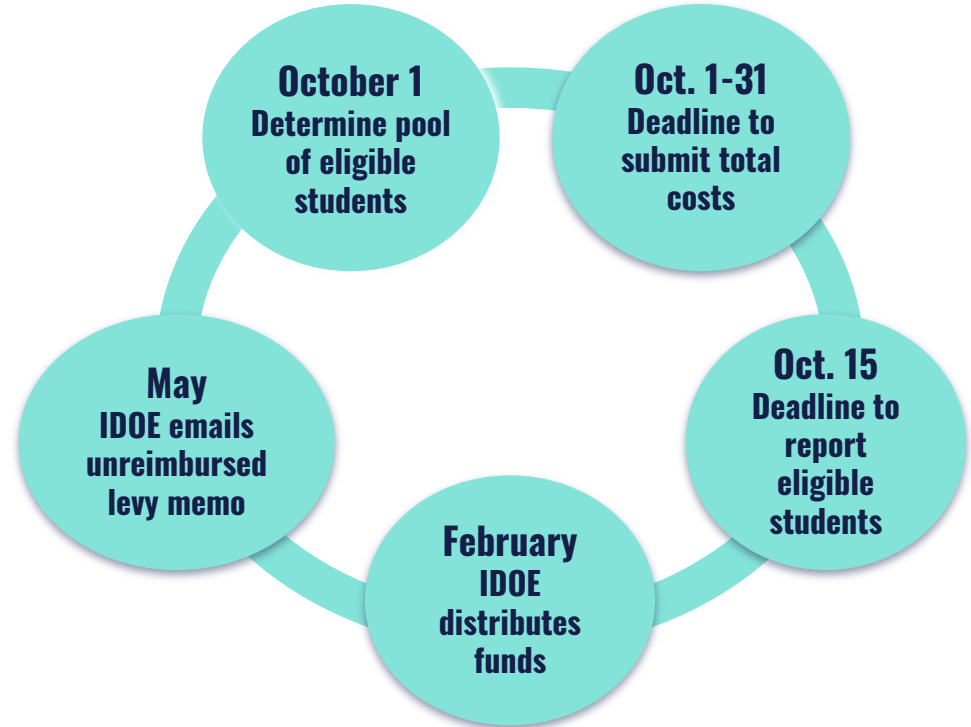 October 1
Determine pool
of eligible
students
Oct. 1-31
Deadline to
submit total
costs
Oct. 15
Deadline to
report
eligible
students
February
IDOE
distributes
funds
May
IDOE emails
unreimbursed
levy memo